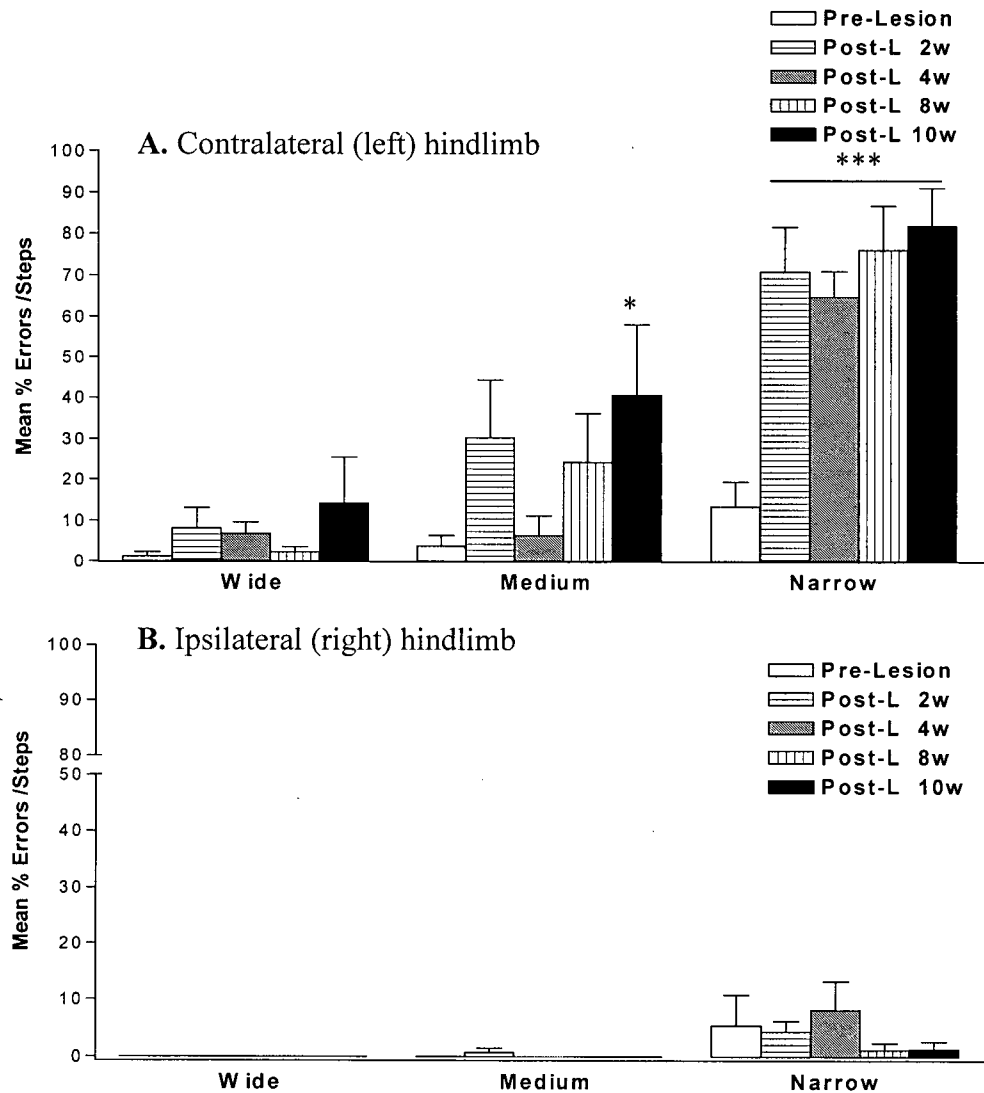 Pre-Lesion
Post-L 2w
Post-L 4w
Post-L 8w
Post-L 10w
A. Contralateral (left) hindlimb
***
*
100
90
80
70
60
50
40
30
20
10
0
Mean % Errors /Steps
Wide Medium Narrow
B. Ipsilateral (right) hindlimb
Pre-Lesion
Post-L 2w
Post-L 4w
Post-L 8w
Post-L 10w
100
90
80
50
40
30
20
10
0
Mean % Errors /Steps
Wide Medium Narrow